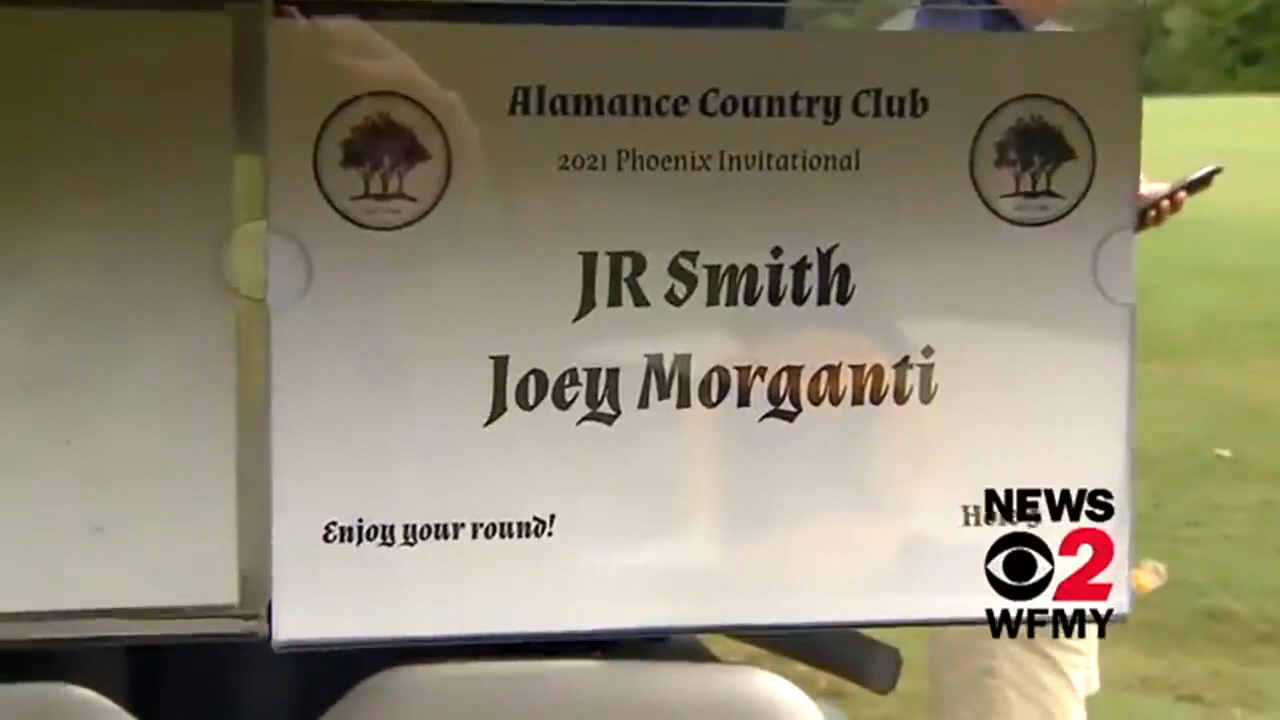 Alamance Country Club
2021 Phoenix Invitational
JR Smith
Joey Morganti
Enjoy your round!
NEWS
2
WFMY